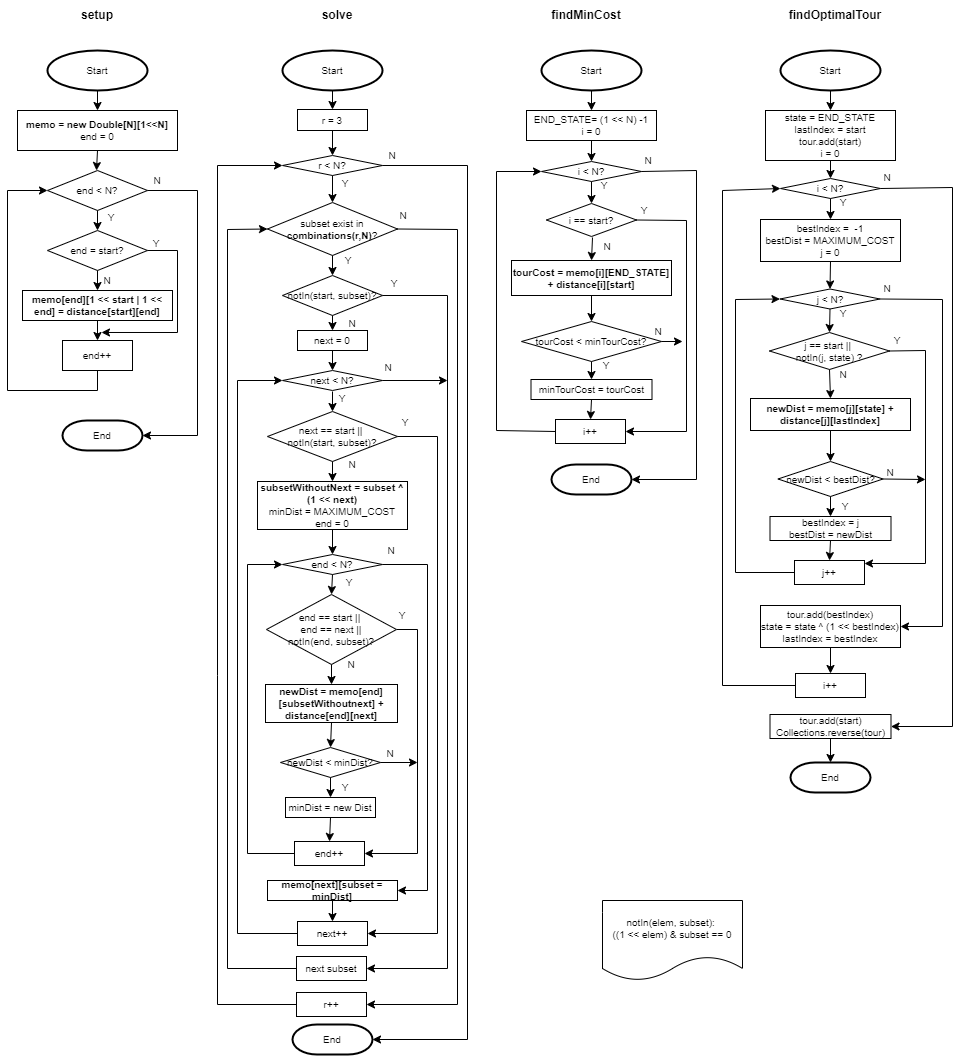 setup
Start
memo = new Double[N][1<<N]
end = 0
end < N?
N
Y
end = start?
Y
N
memo[end][1 << start | 1 <<
end] = distance[start][end]
end++
End
solve
Start
r = 3
r < N?
N
Y
subset exist in
combinations(r,N)?
N
Y
notIn(start, subset)?
Y
N
next = 0
next < N?
N
Y
next == start ||
notIn(start, subset)?
Y
N
subsetWithoutNext = subset ^
(1 << next)
minDist = MAXIMUM_COST
end = 0
end < N?
N
Y
end == start ||
end == next ||
notIn(end, subset)?
Y
N
newDist = memo[end]
[subsetWithoutnext] +
distance[end][next]
newDist < minDist?
N
Y
minDist = new Dist
end++
memo[next][subset =
minDist]
next++
next subset
r++
End
findMinCost
Start
END_STATE= (1 << N) -1
i = 0
i < N?
N
Y
i == start?
Y
N
tourCost = memo[i][END_STATE]
+ distance[i][start]
tourCost < minTourCost?
N
Y
minTourCost = tourCost
i++
End
findOptimalTour
Start
state = END_STATE
lastIndex = start
tour.add(start)
i = 0
i < N?
N
Y
bestIndex = -1
bestDist = MAXIMUM_COST
j = 0
j < N?
N
Y
j == start ||
notIn(j, state) ?
Y
N
newDist = memo[j][state] +
distance[j][lastIndex]
newDist < bestDist?
N
Y
bestIndex = j
bestDist = newDist
j++
tour.add(bestIndex)
state = state ^ (1 << bestIndex)
lastIndex = bestIndex
i++
tour.add(start)
Collections.reverse(tour)
End
notIn(elem, subset):
((1 << elem) & subset == 0